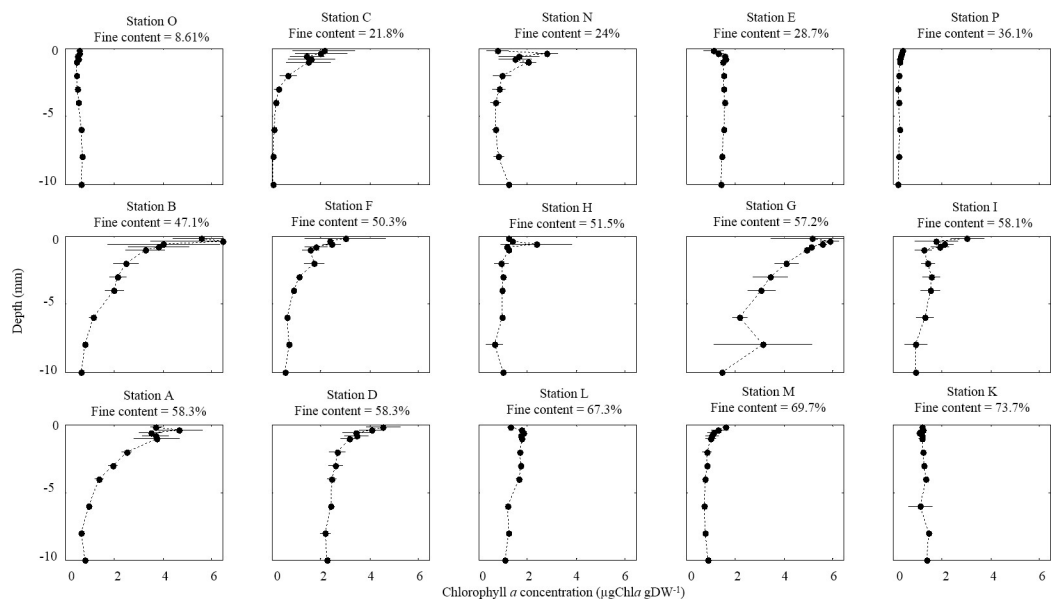 Station O
Fine content = 8.61%
Station C
Fine content = 21.8%
Station N
Fine content = 24%
Station E
Fine content = 28.7%
Station P
Fine content = 36.1%
0
-5
-10
Station B
Fine content = 47.1%
Station F
Fine content = 50.3%
Station H
Fine content = 51.5%
Station G
Fine content = 57.2%
Station I
Fine content = 58.1%
0
-5
-10
Depth (mm)
Station A
Fine content = 58.3%
Station D
Fine content = 58.3%
Station L
Fine content = 67.3%
Station M
Fine content = 69.7%
Station K
Fine content = 73.7%
0
-5
-10
0 2 4 6 0 2 4 6 0 2 4 6 0 2 4 6 0 2 4 6
Chlorophyll a concentration (µgChla gDW⁻¹)